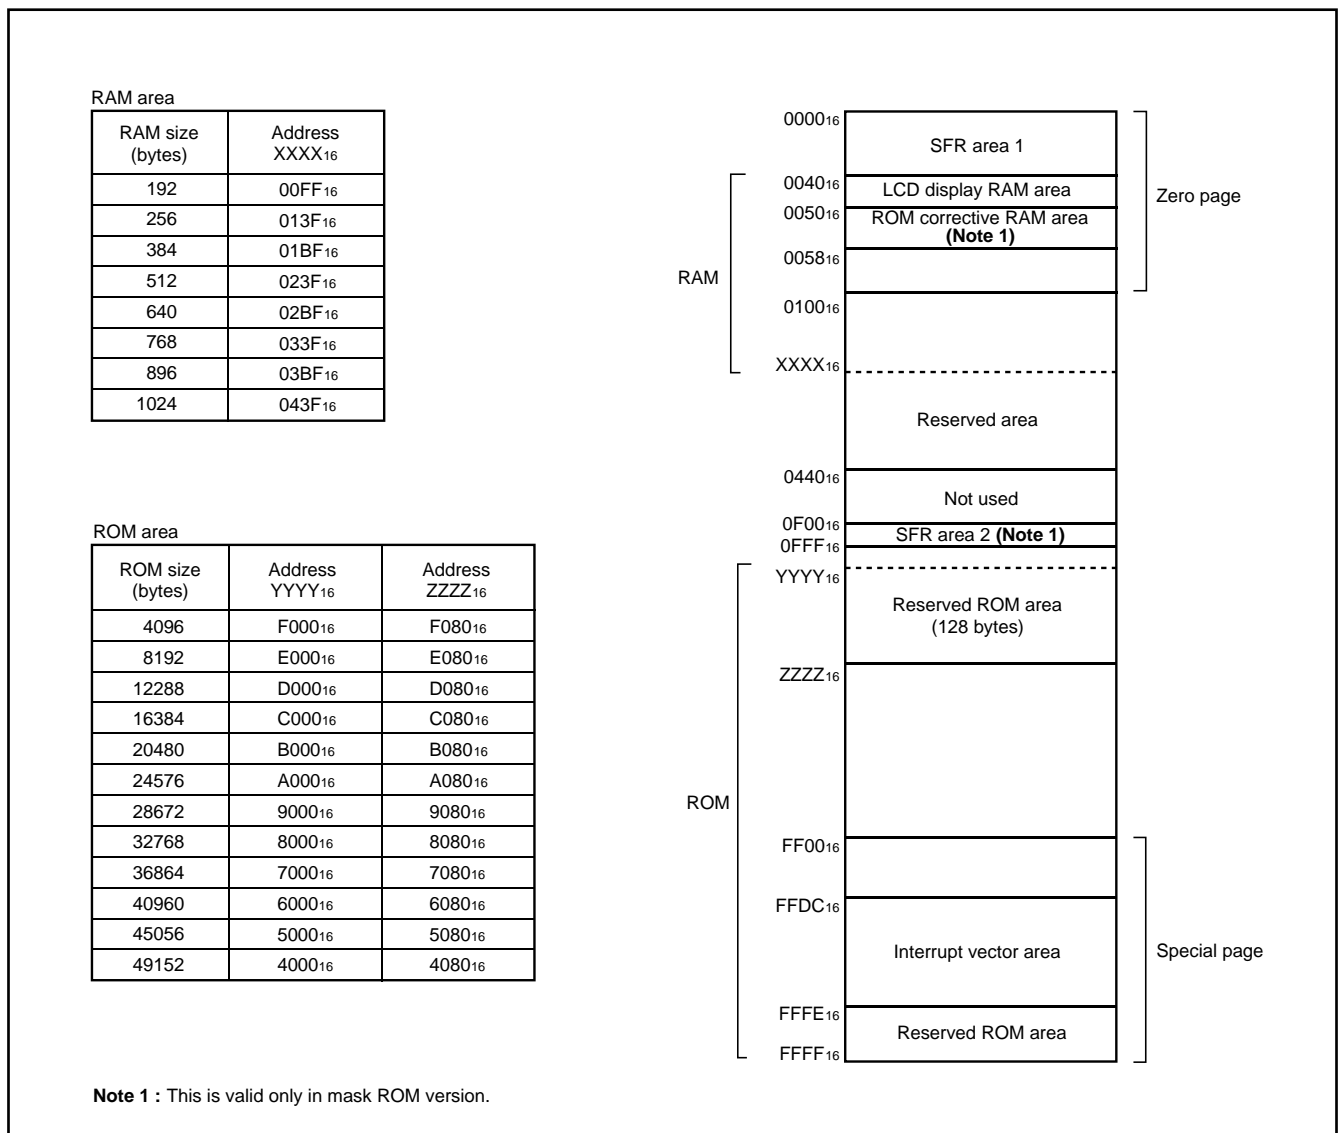 RAM area
RAM size Address
(bytes) XXXX16
192 00FF16
256 013F16
384 01BF16
512 023F16
640 02BF16
768 033F16
896 03BF16
1024 043F16
ROM area
ROM size Address Address
(bytes) YYYY16 ZZZZ16
4096 F00016 F08016
8192 E00016 E08016
12288 D00016 D08016
16384 C00016 C08016
20480 B00016 B08016
24576 A00016 A08016
28672 900016 908016
32768 800016 808016
36864 700016 708016
40960 600016 608016
45056 500016 508016
49152 400016 408016
000016
SFR area 1
004016
LCD display RAM area
Zero page
005016
ROM corrective RAM area
(Note 1)
005816
RAM
010016
XXXX16
Reserved area
044016
Not used
0F0016
SFR area 2 (Note 1)
0FFF16
YYYY16
Reserved ROM area
(128 bytes)
ZZZZ16
ROM
FF0016
FFDC16
Interrupt vector area
Special page
FFFE16
Reserved ROM area
FFFF16
Note 1 : This is valid only in mask ROM version.